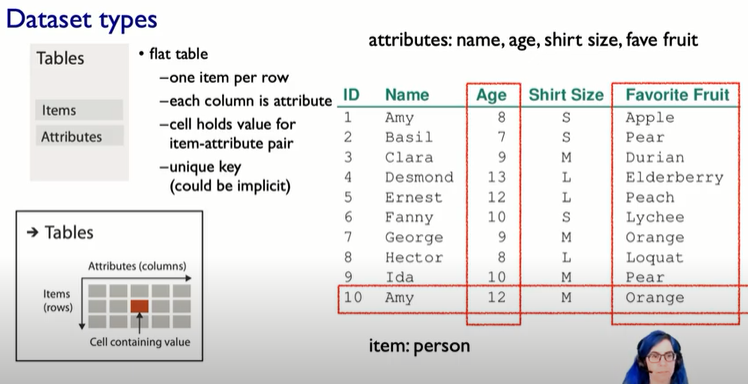 Dataset types
Tables
Items
Attributes
• flat table
–one item per row
–each column is attribute
–cell holds value for
item-attribute pair
–unique key
(could be implicit)
→ Tables
Attributes (columns)
Items
(rows)
Cell containing value
attributes: name, age, shirt size, fave fruit
ID Name Age Shirt Size Favorite Fruit
1 Amy 8 S Apple
2 Basil 7 S Pear
3 Clara 9 M Durian
4 Desmond 13 L Elderberry
5 Ernest 12 L Peach
6 Fanny 10 S Lychee
7 George 9 M Orange
8 Hector 8 L Loquat
9 Ida 10 M Pear
10 Amy 12 M Orange
item: person